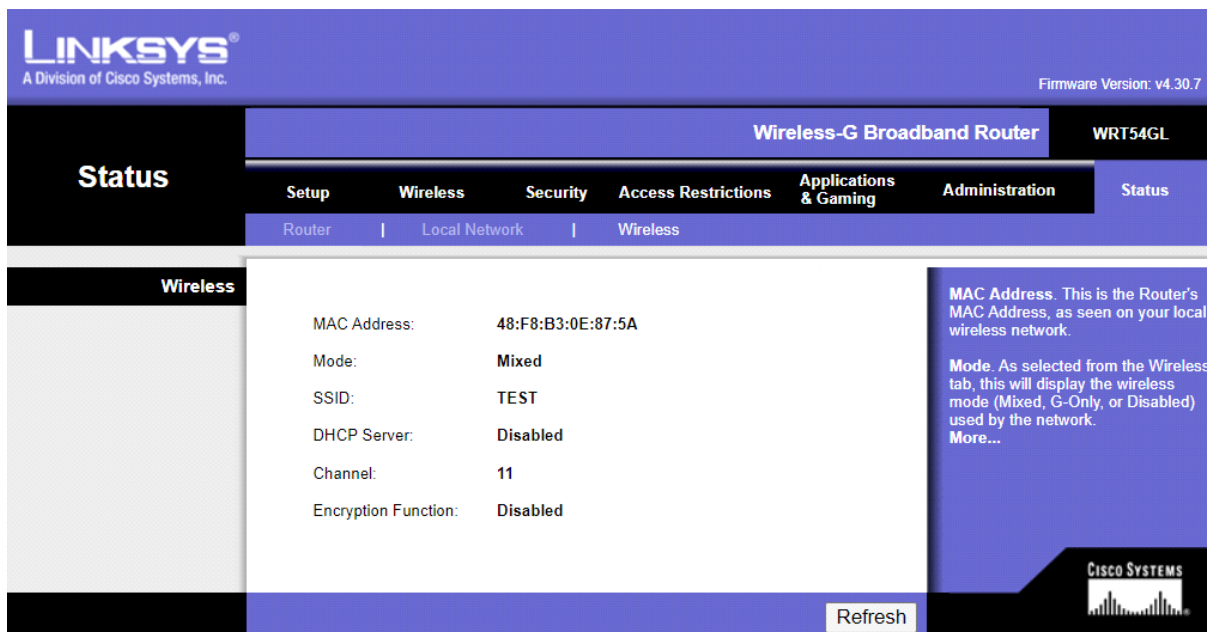 LINKSYS®
A Division of Cisco Systems, Inc.
Firmware Version: v4.30.7
Wireless-G Broadband Router
WRT54GL
Status
Setup
Wireless
Security
Access Restrictions
Applications
& Gaming
Administration
Status
Router | Local Network | Wireless
Wireless
MAC Address: 48:F8:B3:0E:87:5A
Mode: Mixed
SSID: TEST
DHCP Server: Disabled
Channel: 11
Encryption Function: Disabled
MAC Address. This is the Router's
MAC Address, as seen on your local
wireless network.
Mode. As selected from the Wireless
tab, this will display the wireless
mode (Mixed, G-Only, or Disabled)
used by the network.
More...
Refresh
CISCO SYSTEMS